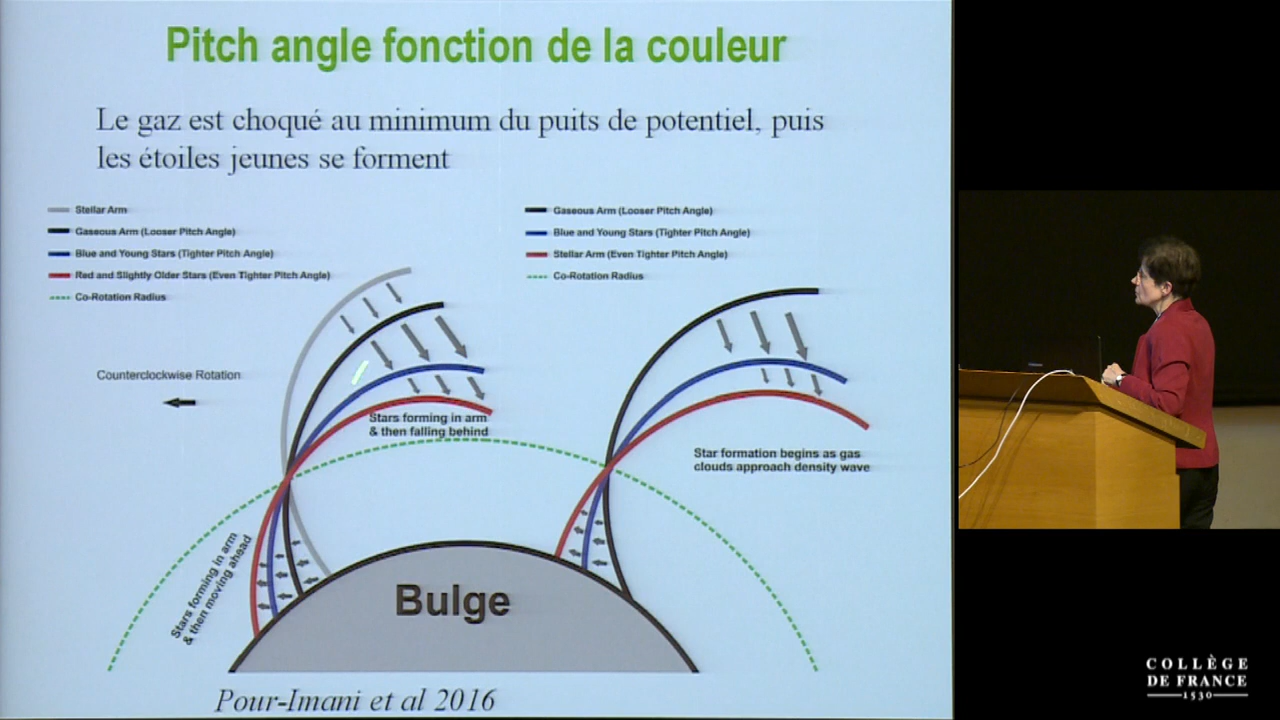 Pitch angle fonction de la couleur
Le gaz est choqué au minimum du puits de potentiel, puis
les étoiles jeunes se forment
Stellar Arm
Gaseous Arm (Looser Pitch Angle)
Blue and Young Stars (Tighter Pitch Angle)
Red and Slightly Older Stars (Even Tighter Pitch Angle)
Co-Rotation Radius
Gaseous Arm (Looser Pitch Angle)
Blue and Young Stars (Tighter Pitch Angle)
Stellar Arm (Even Tighter Pitch Angle)
Co-Rotation Radius
Counterclockwise Rotation
Stars forming in arm
& then falling behind
Star formation begins as gas
clouds approach density wave
Stars forming in arm
& then moving ahead
Bulge
Pour-Imani et al 2016
COLLÈGE
DE FRANCE
1530